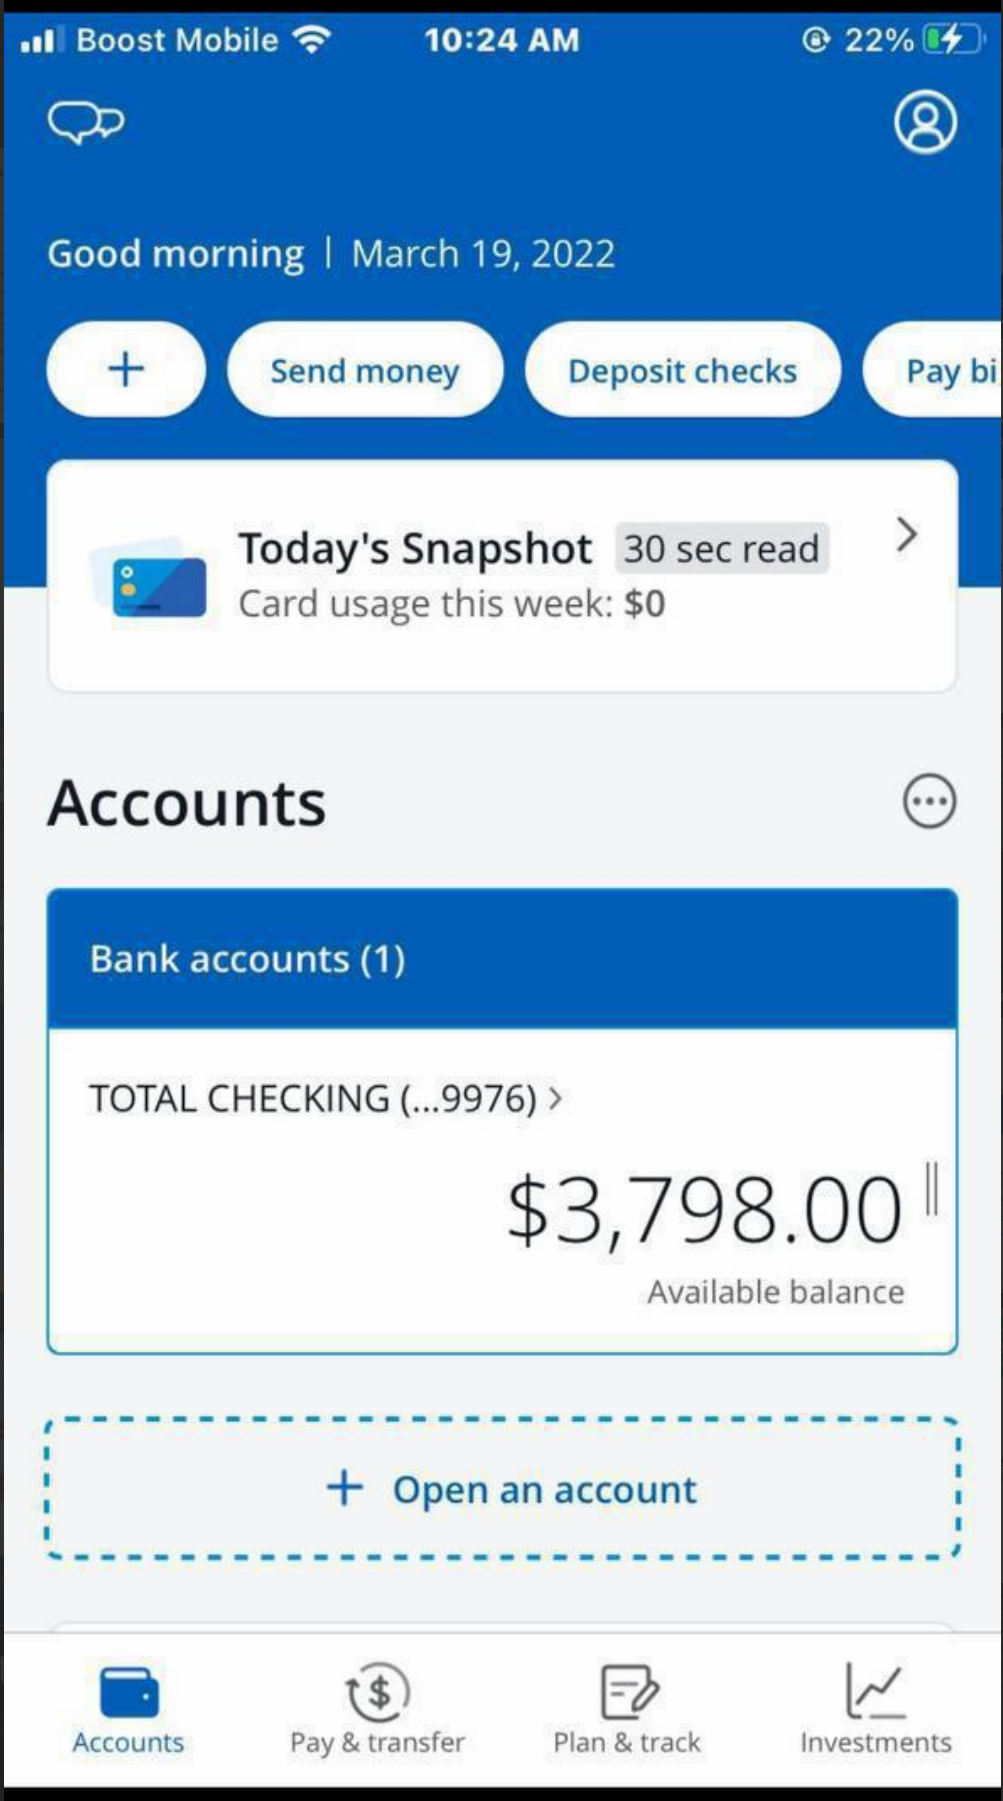 Boost Mobile 10:24 AM 22%
Good morning | March 19, 2022
+ Send money Deposit checks Pay bi
Today's Snapshot 30 sec read
Card usage this week: $0
Accounts
Bank accounts (1)
TOTAL CHECKING (...9976) >
$3,798.00
Available balance
+ Open an account
Accounts Pay & transfer Plan & track Investments